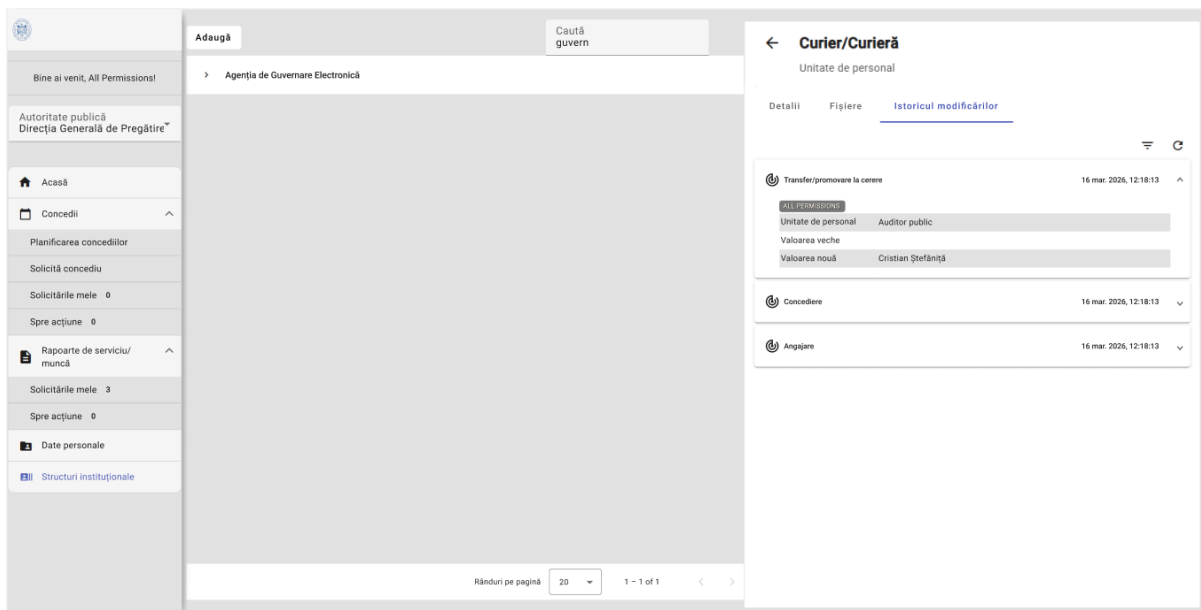 Bine ai venit, All Permissions!
Autoritate publică
Direcția Generală de Pregătire
Acasă
Concedii
Planificarea concediilor
Solicită concediu
Solicitările mele 0
Spre acțiune 0
Rapoarte de serviciu/
muncă
Solicitările mele 3
Spre acțiune 0
Date personale
Structuri instituționale
Adaugă
Caută
guvern
Agenția de Guvernare Electronică
Rânduri pe pagină 20 1 – 1 of 1
Curier/Curieră
Unitate de personal
Detalii Fișiere Istoricul modificărilor
Transfer/promovare la cerere 16 mar. 2026, 12:18:13
ALL PERMISSIONS
Unitate de personal Auditor public
Valoarea veche
Valoarea nouă Cristian Ștefăniță
Concediere 16 mar. 2026, 12:18:13
Angajare 16 mar. 2026, 12:18:13